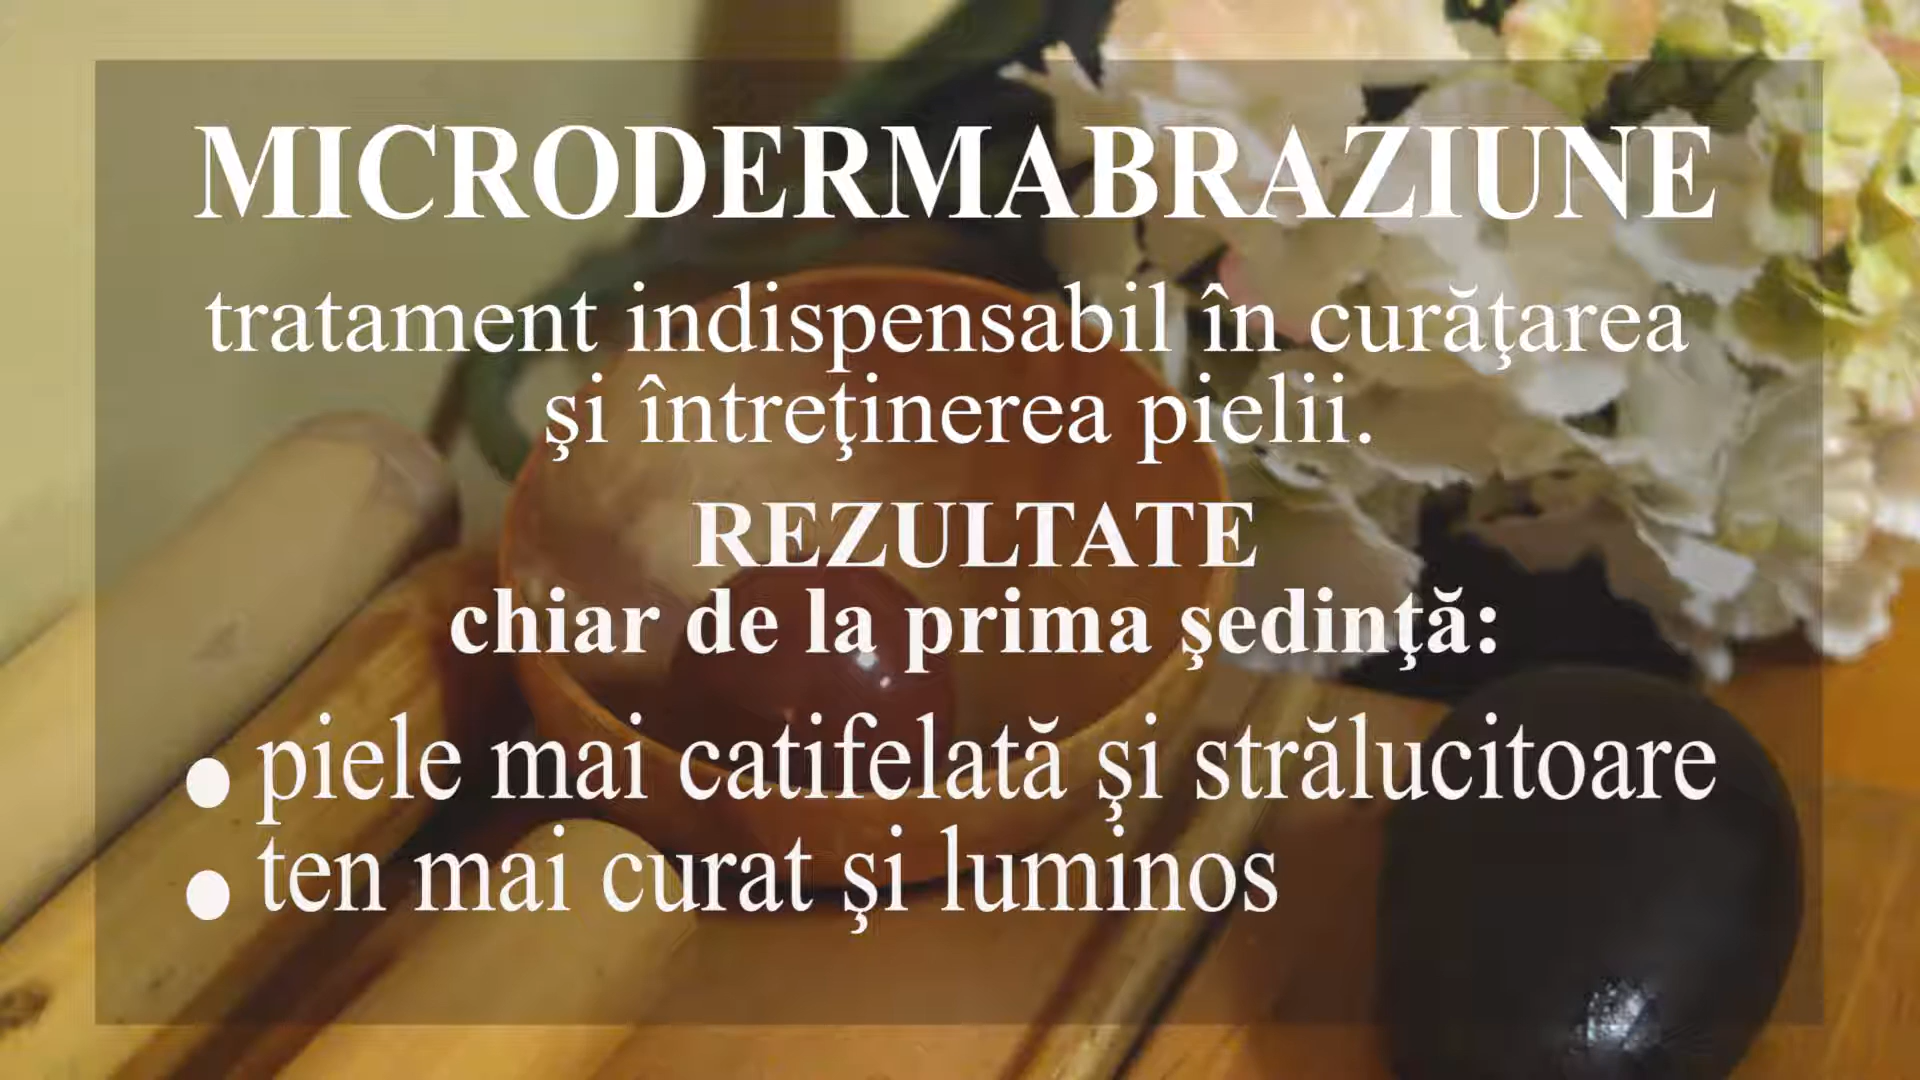 MICRODERMABRAZIUNE
tratament indispensabil în curăţarea
şi întreţinerea pielii.
REZULTATE
chiar de la prima şedinţă:
• piele mai catifelată şi strălucitoare
• ten mai curat şi luminos